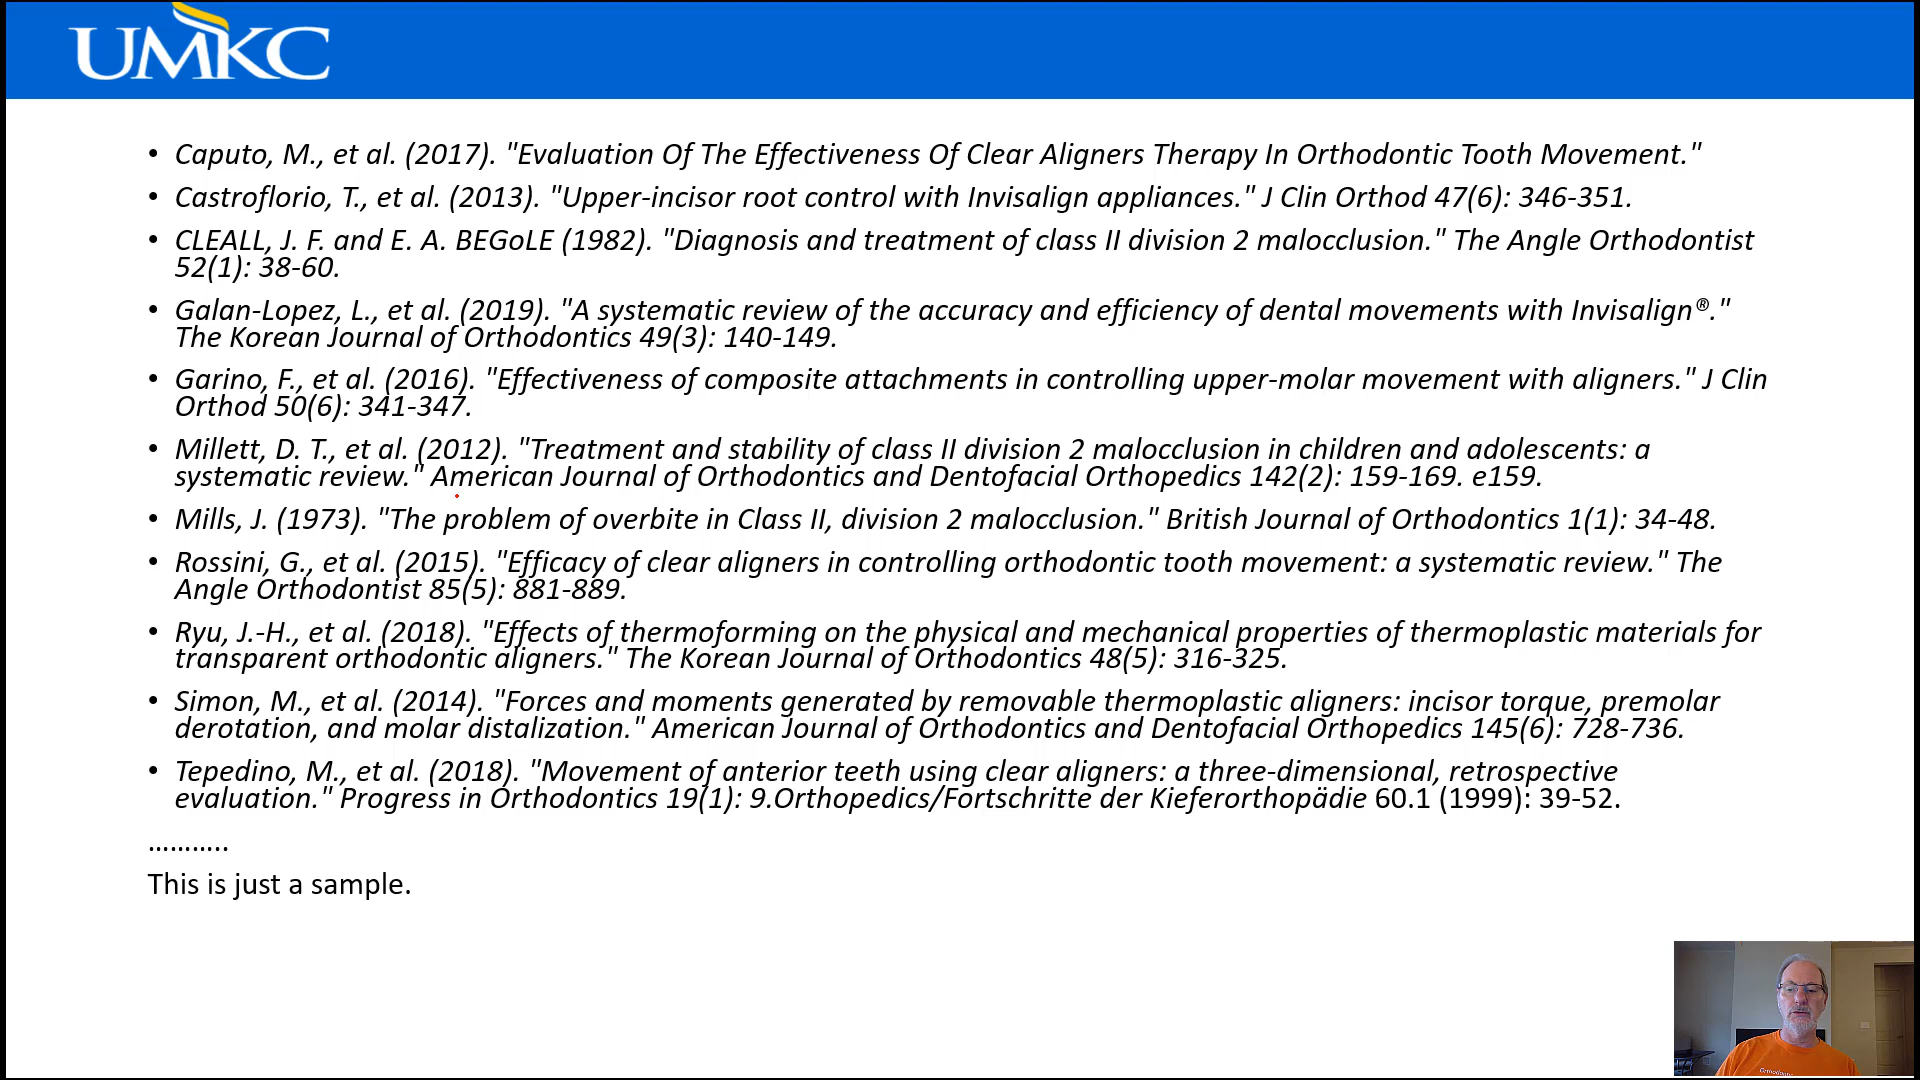 UMKC
• Caputo, M., et al. (2017). "Evaluation Of The Effectiveness Of Clear Aligners Therapy In Orthodontic Tooth Movement."
• Castroflorio, T., et al. (2013). "Upper-incisor root control with Invisalign appliances." J Clin Orthod 47(6): 346-351.
• CLEALL, J. F. and E. A. BEGoLE (1982). "Diagnosis and treatment of class II division 2 malocclusion." The Angle Orthodontist
52(1): 38-60.
• Galan-Lopez, L., et al. (2019). "A systematic review of the accuracy and efficiency of dental movements with Invisalign®."
The Korean Journal of Orthodontics 49(3): 140-149.
• Garino, F., et al. (2016). "Effectiveness of composite attachments in controlling upper-molar movement with aligners." J Clin
Orthod 50(6): 341-347.
• Millett, D. T., et al. (2012). "Treatment and stability of class II division 2 malocclusion in children and adolescents: a
systematic review." American Journal of Orthodontics and Dentofacial Orthopedics 142(2): 159-169. e159.
• Mills, J. (1973). "The problem of overbite in Class II, division 2 malocclusion." British Journal of Orthodontics 1(1): 34-48.
• Rossini, G., et al. (2015). "Efficacy of clear aligners in controlling orthodontic tooth movement: a systematic review." The
Angle Orthodontist 85(5): 881-889.
• Ryu, J.-H., et al. (2018). "Effects of thermoforming on the physical and mechanical properties of thermoplastic materials for
transparent orthodontic aligners." The Korean Journal of Orthodontics 48(5): 316-325.
• Simon, M., et al. (2014). "Forces and moments generated by removable thermoplastic aligners: incisor torque, premolar
derotation, and molar distalization." American Journal of Orthodontics and Dentofacial Orthopedics 145(6): 728-736.
• Tepedino, M., et al. (2018). "Movement of anterior teeth using clear aligners: a three-dimensional, retrospective
evaluation." Progress in Orthodontics 19(1): 9.Orthopedics/Fortschritte der Kieferorthopädie 60.1 (1999): 39-52.
………..
This is just a sample.